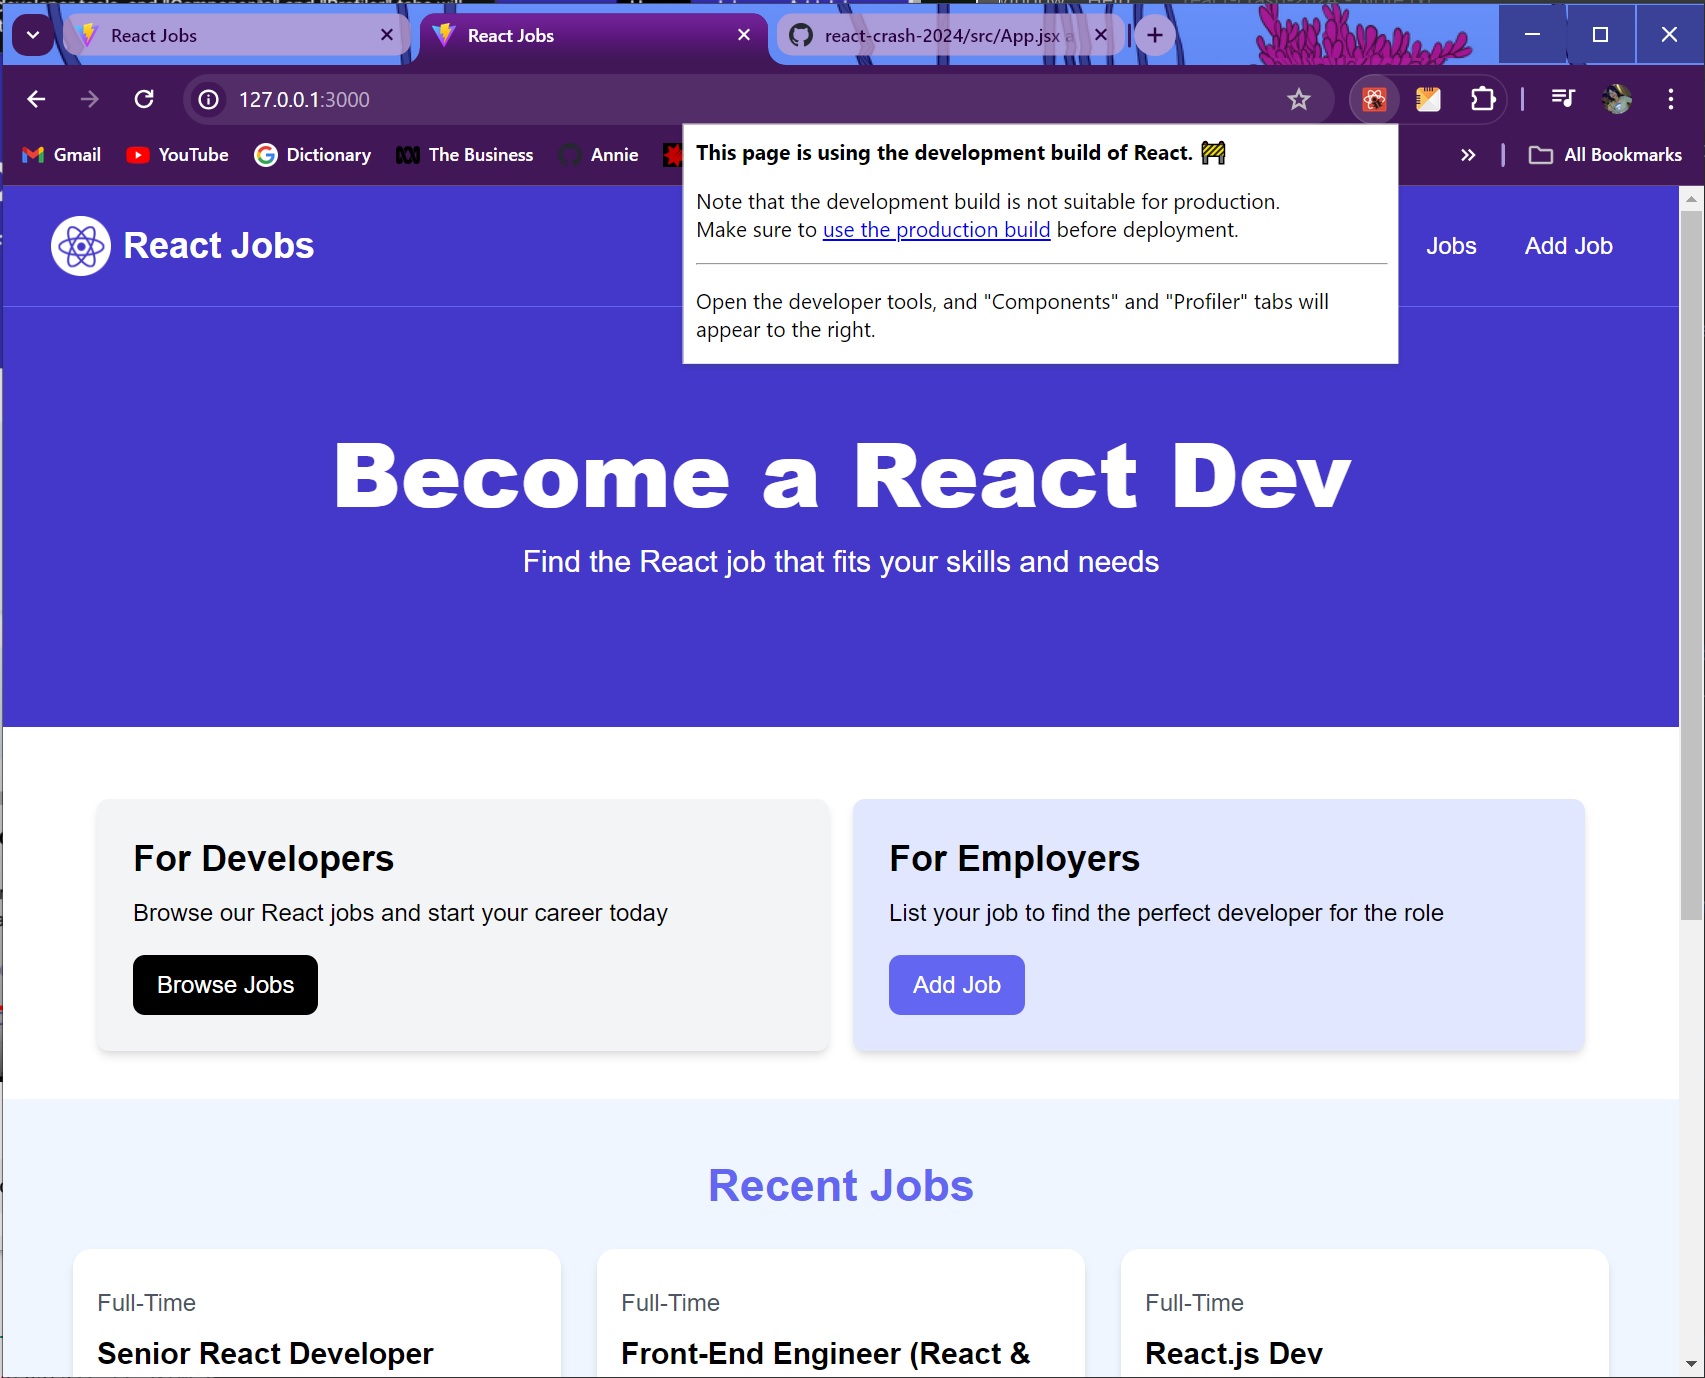 React Jobs
React Jobs
react-crash-2024/src/App.jsx a
127.0.0.1:3000
Gmail
YouTube
Dictionary
The Business
Annie
All Bookmarks
This page is using the development build of React. 🚧
Note that the development build is not suitable for production.
Make sure to use the production build before deployment.
Open the developer tools, and "Components" and "Profiler" tabs will
appear to the right.
React Jobs
Jobs
Add Job
Become a React Dev
Find the React job that fits your skills and needs
For Developers
Browse our React jobs and start your career today
Browse Jobs
For Employers
List your job to find the perfect developer for the role
Add Job
Recent Jobs
Full-Time
Senior React Developer
Full-Time
Front-End Engineer (React &
Full-Time
React.js Dev